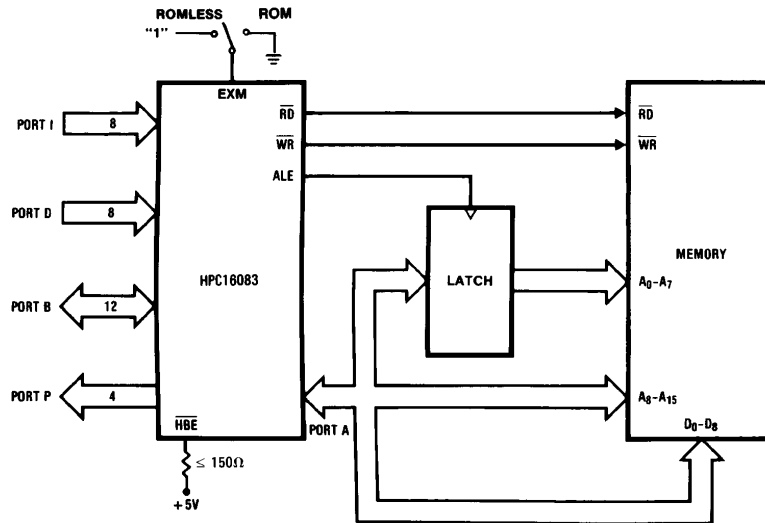 ROMLESS ROM
"1"
EXM
PORT I 8
RD RD
WR WR
ALE
PORT D 8
HPC16083
LATCH
MEMORY
A0-A7
PORT B 12
PORT P 4
A8-A15
HBE
PORT A
D0-D8
≤ 150Ω
+5V